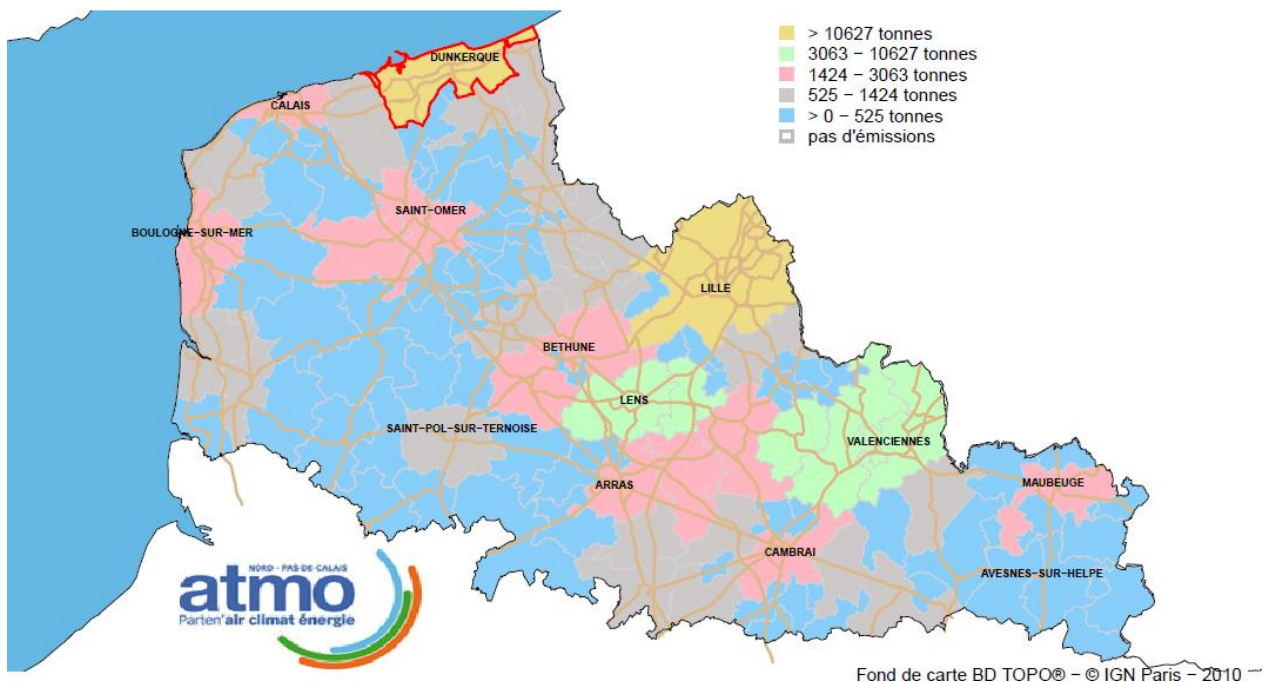 > 10627 tonnes
3063 − 10627 tonnes
1424 − 3063 tonnes
525 − 1424 tonnes
> 0 − 525 tonnes
pas d'émissions
DUNKERQUE
CALAIS
SAINT−OMER
BOULOGNE−SUR−MER
LILLE
BETHUNE
LENS
SAINT−POL−SUR−TERNOISE
VALENCIENNES
ARRAS
MAUBEUGE
CAMBRAI
AVESNES−SUR−HELPE
NORD - PAS-DE-CALAIS
atmo
Parten'air climat énergie
Fond de carte BD TOPO® − © IGN Paris − 2010